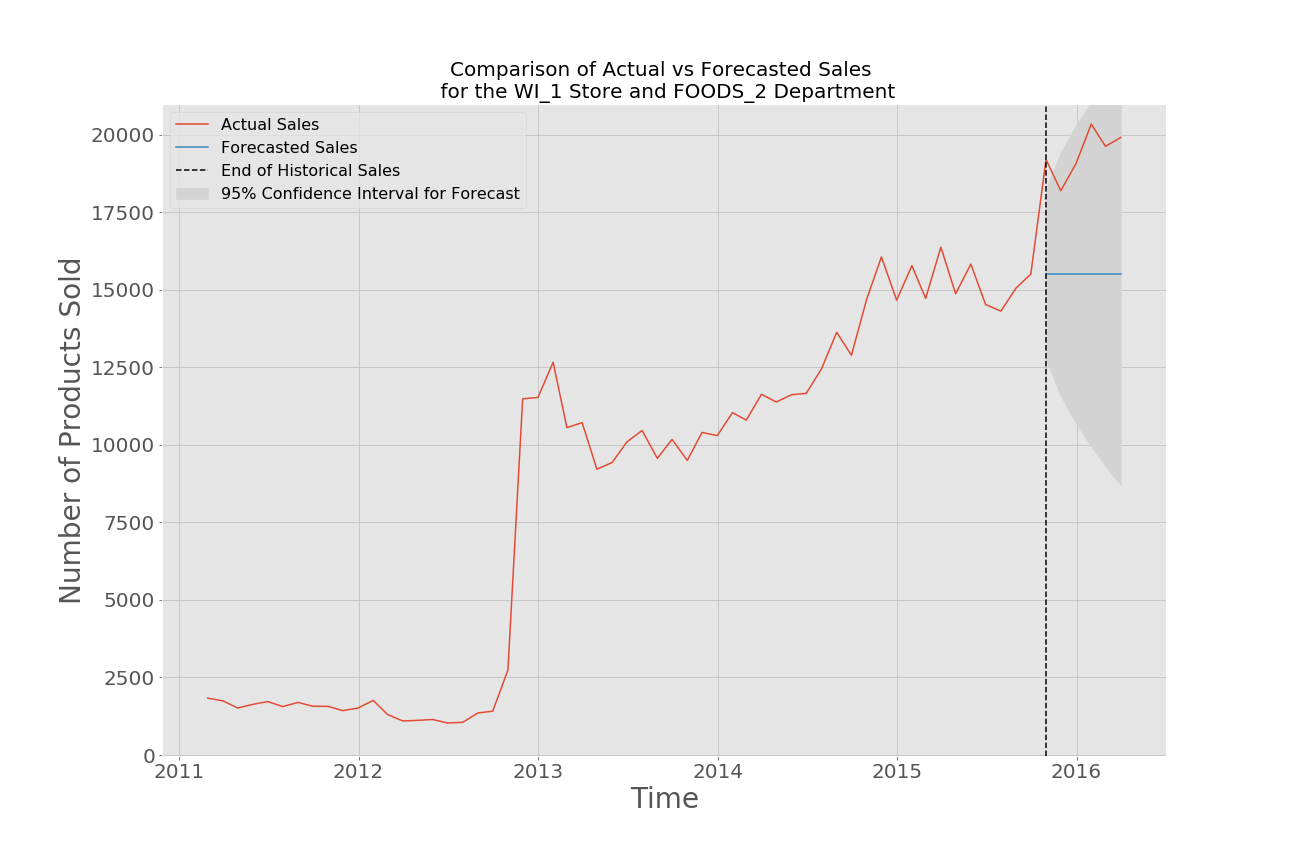 Comparison of Actual vs Forecasted Sales
for the WI_1 Store and FOODS_2 Department
Actual Sales
Forecasted Sales
End of Historical Sales
95% Confidence Interval for Forecast
Number of Products Sold
20000
17500
15000
12500
10000
7500
5000
2500
0
2011 2012 2013 2014 2015 2016
Time